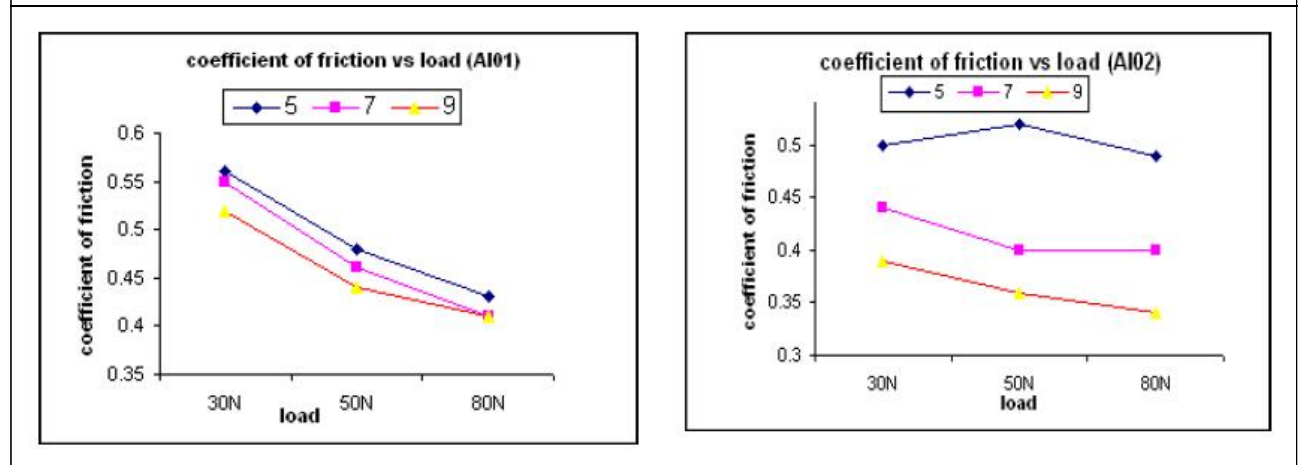 coefficient of friction vs load (Al01)
5 7 9
0.6
0.55
0.5
0.45
0.4
0.35
coefficient of friction
30N 50N 80N
load
coefficient of friction vs load (Al02)
5 7 9
0.5
0.45
0.4
0.35
0.3
coefficient of friction
30N 50N 80N
load